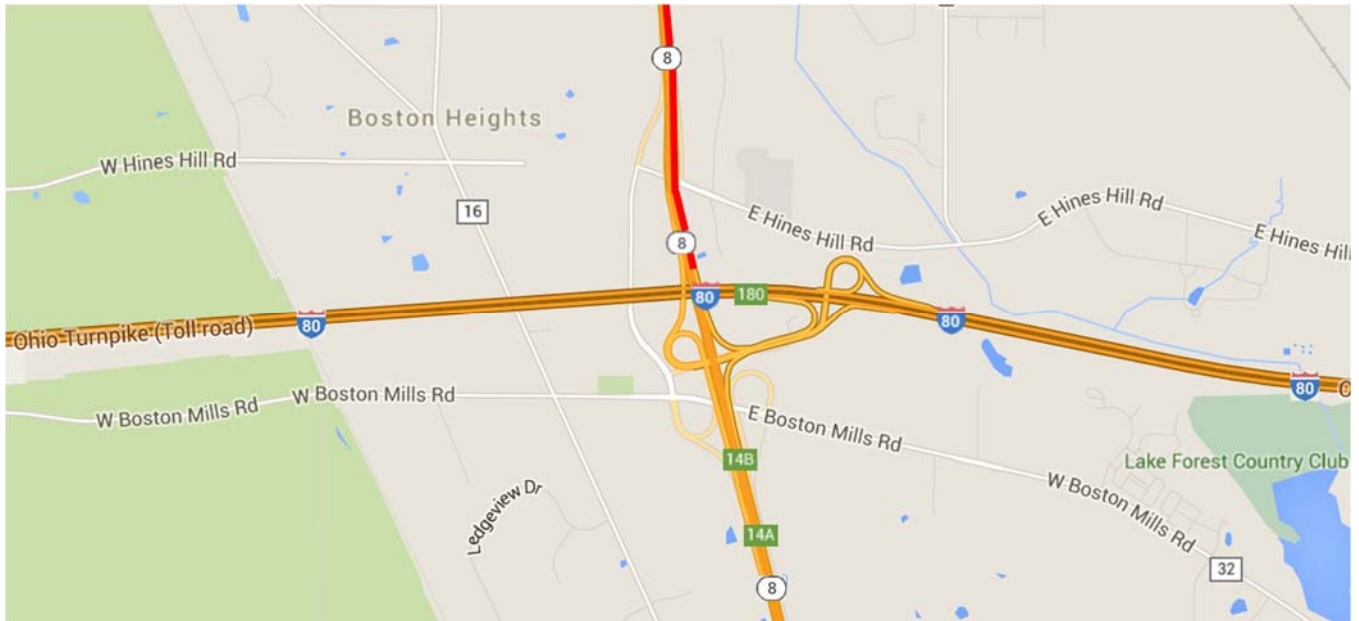 8
Boston Heights
W Hines Hill Rd
16
E Hines Hill Rd
E Hines Hill Rd
E Hines Hill
8
80
180
80
80
Ohio Turnpike (Toll road)
80
W Boston Mills Rd
W Boston Mills Rd
E Boston Mills Rd
14B
Lake Forest Country Club
W Boston Mills Rd
Ledgeview Dr
14A
32
8